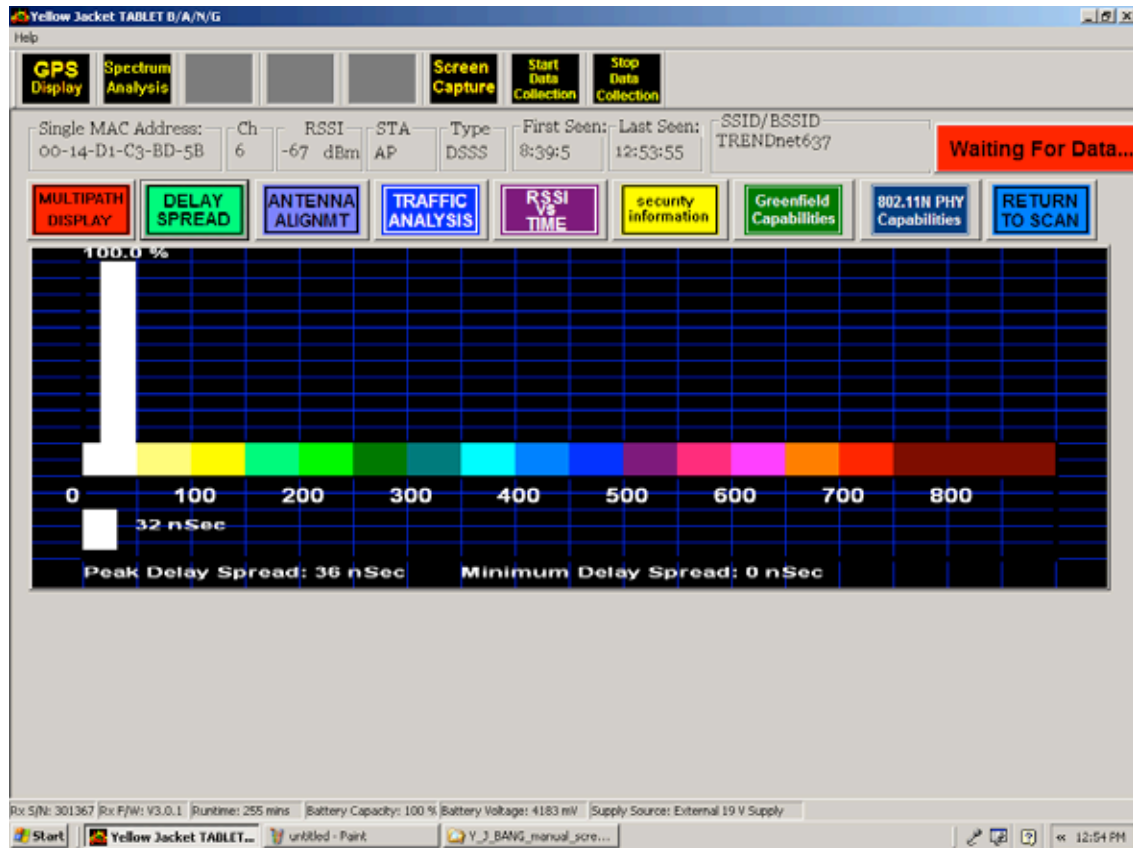 Yellow Jacket TABLET B/A/N/G
Help
GPS Display
Spectrum Analysis
Screen Capture
Start Data Collection
Stop Data Collection
Single MAC Address: Ch RSSI STA Type First Seen: Last Seen: SSID/BSSID
00-14-D1-C3-BD-5B 6 -67 dBm AP DSSS 8:39:5 12:53:55 TRENDnet637
Waiting For Data...
MULTIPATH DISPLAY
DELAY SPREAD
ANTENNA ALIGNMT
TRAFFIC ANALYSIS
RSSI Vs TIME
security information
Greenfield Capabilities
802.11N PHY Capabilities
RETURN TO SCAN
100.0 %
0 100 200 300 400 500 600 700 800
32 nSec
Peak Delay Spread: 36 nSec Minimum Delay Spread: 0 nSec
Rx S/N: 301367 Rx F/W: V3.0.1 Runtime: 255 mins Battery Capacity: 100 % Battery Voltage: 4183 mV Supply Source: External 19 V Supply
Start Yellow Jacket TABLET... untitled - Paint Y_J_BANG_manual_scre... « 12:54 PM